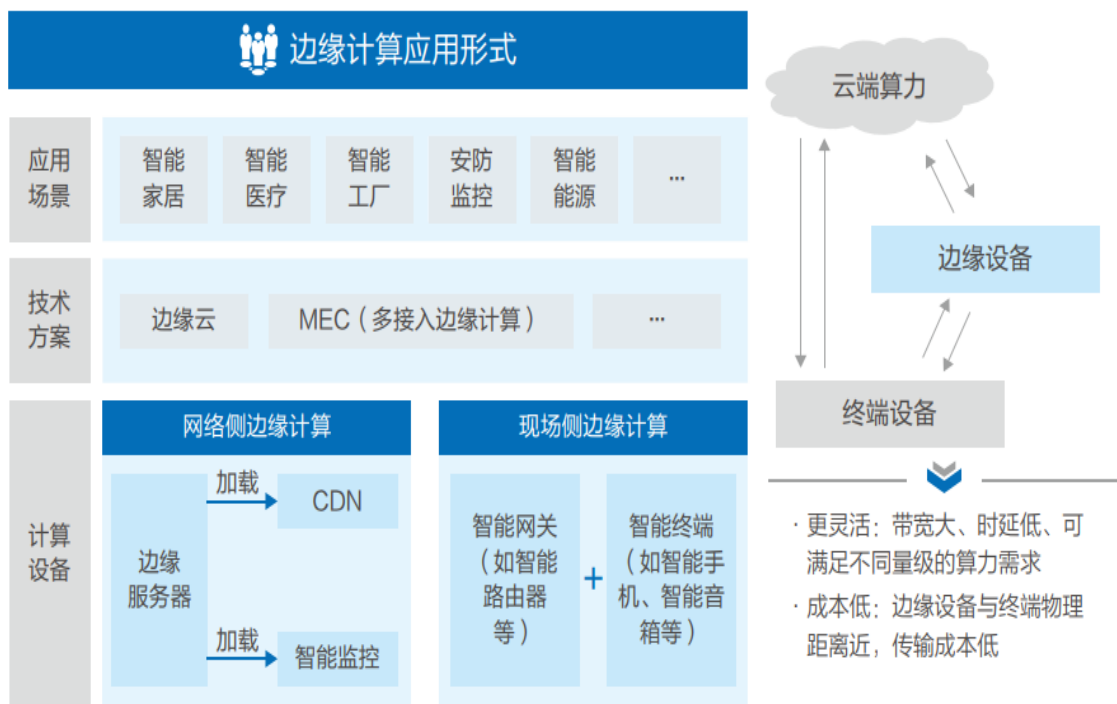 边缘计算应用形式
云端算力
应用
场景
智能
家居
智能
医疗
智能
工厂
安防
监控
智能
能源
...
边缘设备
技术
方案
边缘云
MEC（多接入边缘计算）
...
终端设备
计算
设备
网络侧边缘计算
边缘
服务器
加载
CDN
加载
智能监控
现场侧边缘计算
智能网关
（如智能
路由器
等）
+
智能终端
（如智能手
机、智能音
箱等）
· 更灵活：带宽大、时延低、可
满足不同量级的算力需求
· 成本低：边缘设备与终端物理
距离近，传输成本低